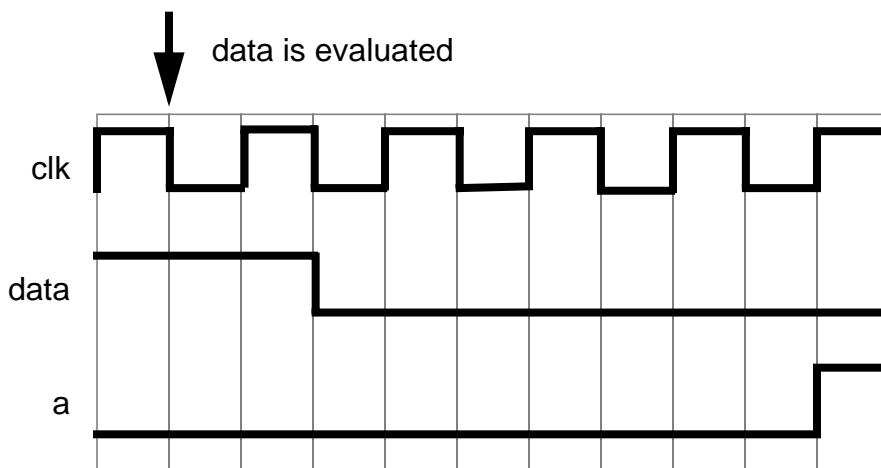 data is evaluated
clk
data
a